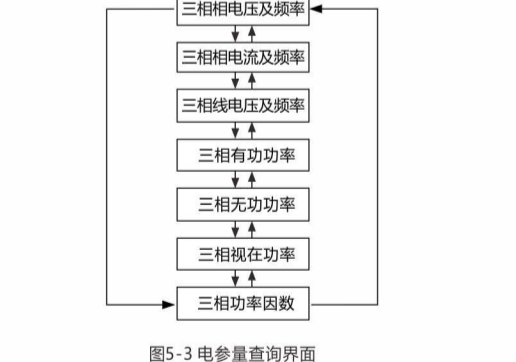 三相相电压及频率
三相相电流及频率
三相线电压及频率
三相有功功率
三相无功功率
三相视在功率
三相功率因数
图5-3 电参量查询界面